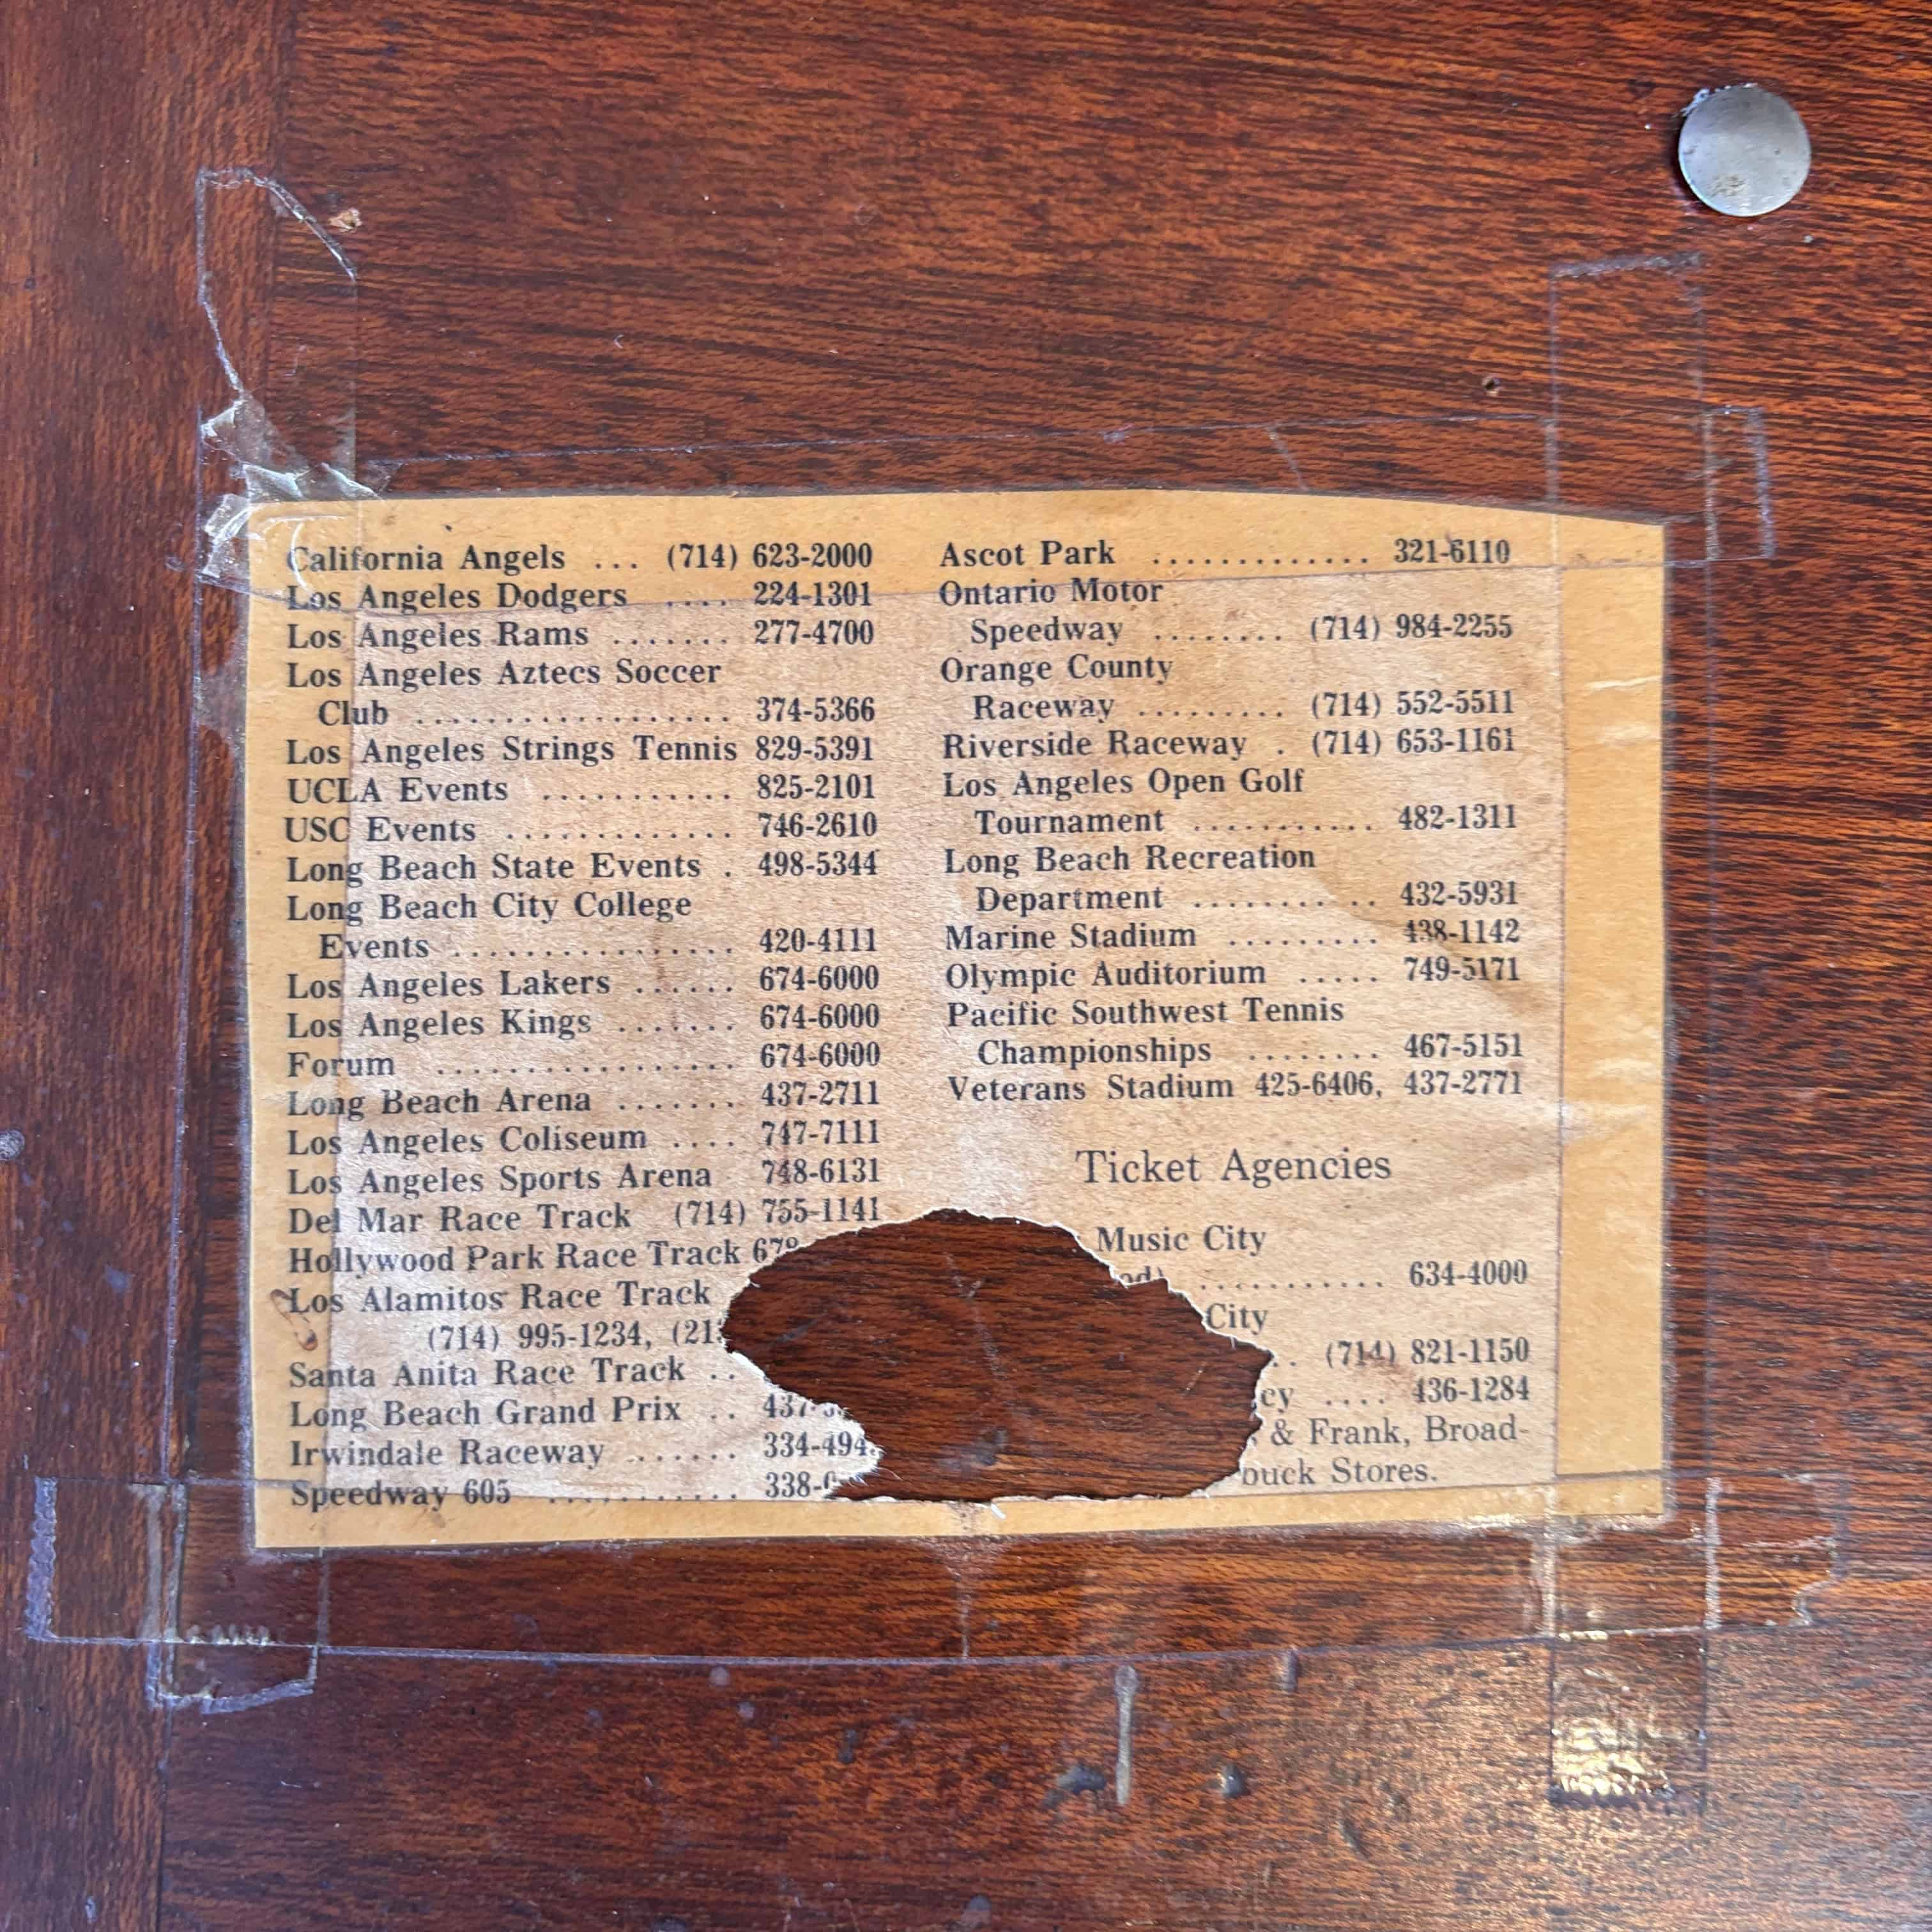 California Angels ... (714) 623-2000
Los Angeles Dodgers .... 224-1301
Los Angeles Rams ....... 277-4700
Los Angeles Aztecs Soccer
Club .................. 374-5366
Los Angeles Strings Tennis 829-5391
UCLA Events ........... 825-2101
USC Events ............. 746-2610
Long Beach State Events . 498-5344
Long Beach City College
Events ................ 420-4111
Los Angeles Lakers ...... 674-6000
Los Angeles Kings ....... 674-6000
Forum ................. 674-6000
Long Beach Arena ....... 437-2711
Los Angeles Coliseum .... 747-7111
Los Angeles Sports Arena 748-6131
Del Mar Race Track (714) 755-1141
Hollywood Park Race Track
Los Alamitos Race Track
(714) 995-1234,
Santa Anita Race Track ..
Long Beach Grand Prix ..
Irwindale Raceway .......
Speedway 605 ...........
Ascot Park ............. 321-6110
Ontario Motor
Speedway ........ (714) 984-2255
Orange County
Raceway ......... (714) 552-5511
Riverside Raceway . (714) 653-1161
Los Angeles Open Golf
Tournament ........... 482-1311
Long Beach Recreation
Department ........... 432-5931
Marine Stadium ......... 438-1142
Olympic Auditorium ..... 749-5171
Pacific Southwest Tennis
Championships ........ 467-5151
Veterans Stadium 425-6406, 437-2771
Ticket Agencies
Music City
........... 634-4000
City
.. (714) 821-1150
.... 436-1284
& Frank, Broad-
Stores.